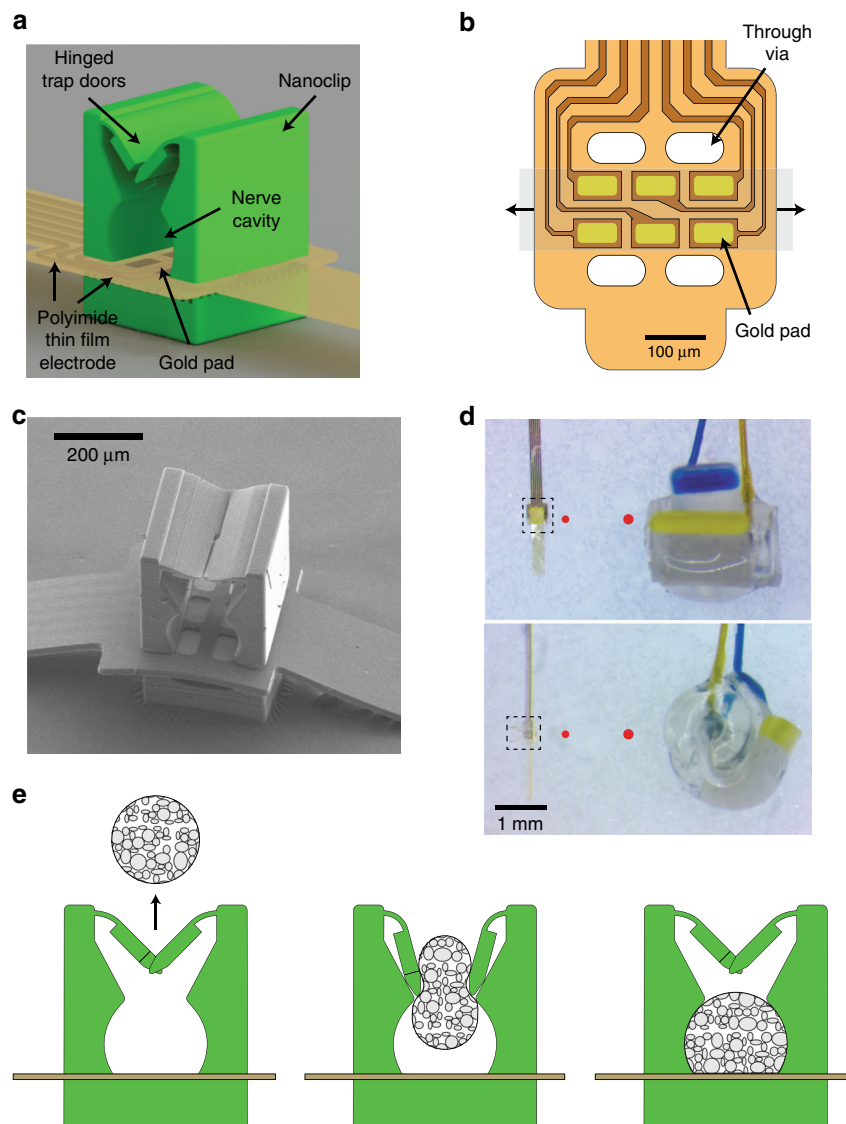 a
Hinged
trap doors
Nanoclip
Nerve
cavity
Polyimide
thin film
electrode
Gold pad
b
Through
via
Gold pad
100 μm
c
200 μm
d
1 mm
e